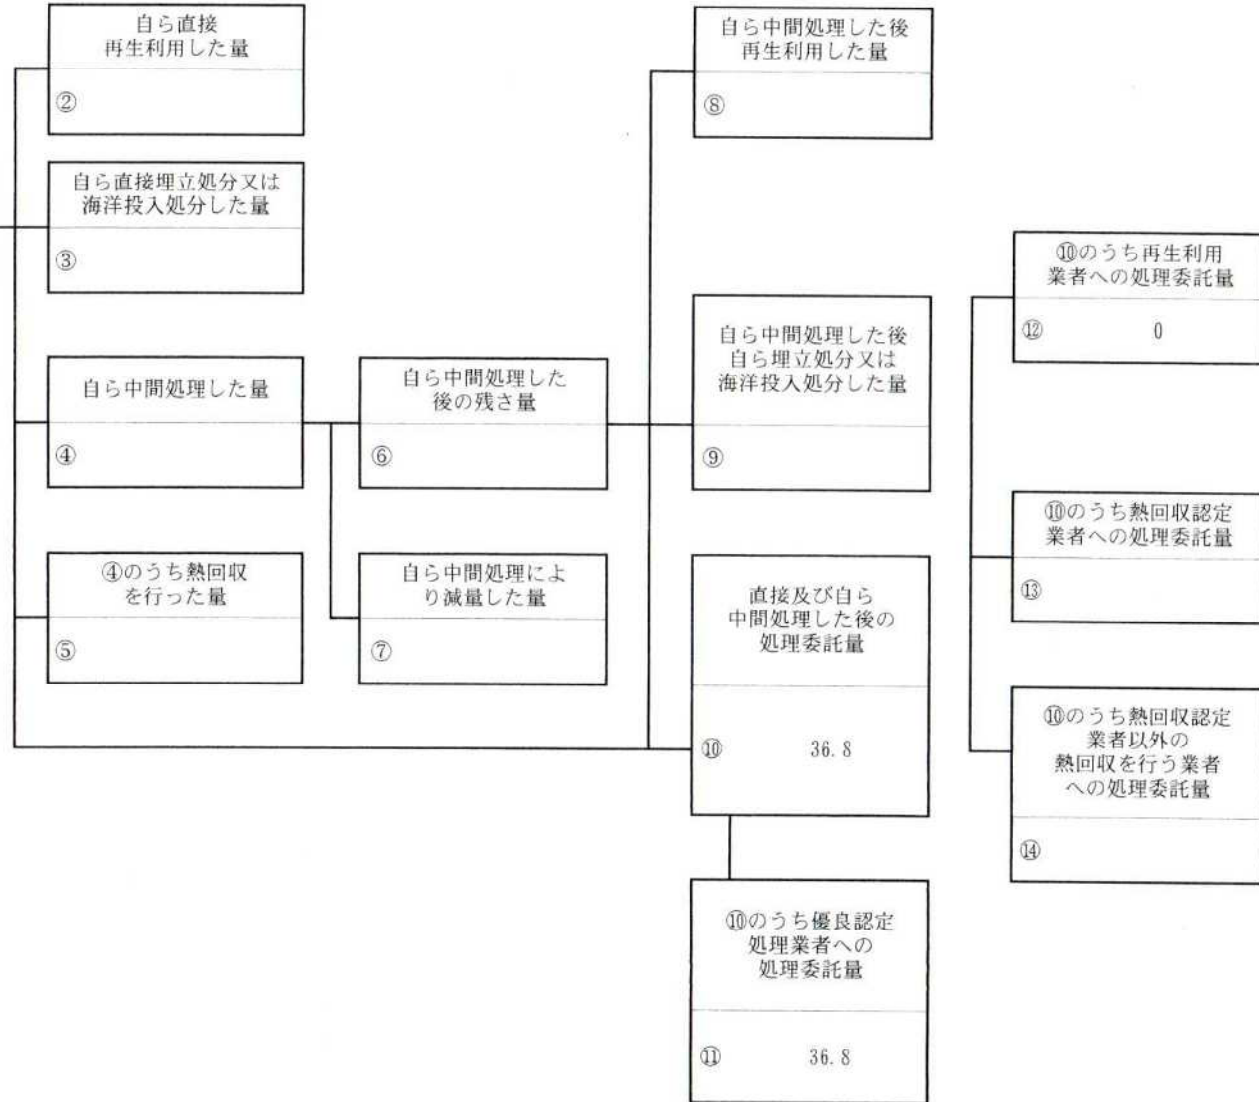 自ら直接
再生利用した量
②
自ら直接埋立処分又は
海洋投入処分した量
③
自ら中間処理した量
④
④のうち熱回収
を行った量
⑤
自ら中間処理した
後の残さ量
⑥
自ら中間処理によ
り減量した量
⑦
自ら中間処理した後
再生利用した量
⑧
自ら中間処理した後
自ら埋立処分又は
海洋投入処分した量
⑨
直接及び自ら
中間処理した後の
処理委託量
⑩ 36.8
⑩のうち優良認定
処理業者への
処理委託量
⑪ 36.8
⑩のうち再生利用
業者への処理委託量
⑫ 0
⑩のうち熱回収認定
業者への処理委託量
⑬
⑩のうち熱回収認定
業者以外の
熱回収を行う業者
への処理委託量
⑭